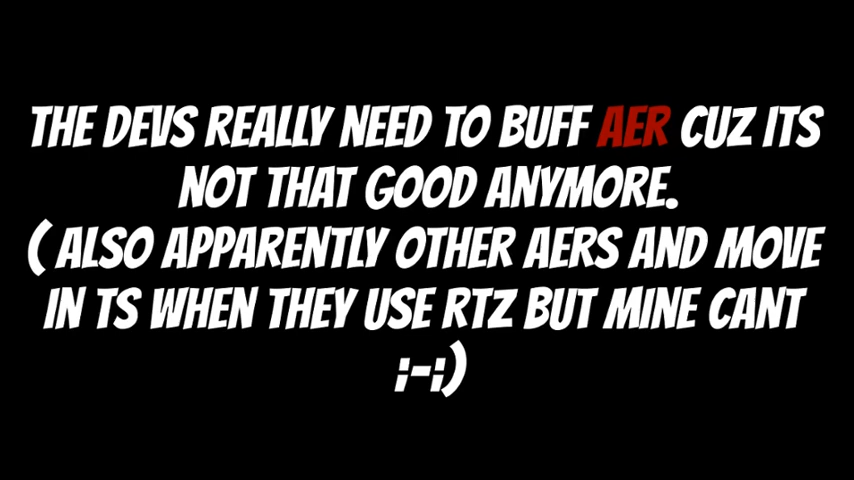 THE DEVS REALLY NEED TO BUFF AER CUZ ITS
NOT THAT GOOD ANYMORE.
( ALSO APPARENTLY OTHER AERS AND MOVE
IN TS WHEN THEY USE RTZ BUT MINE CANT
;-;)